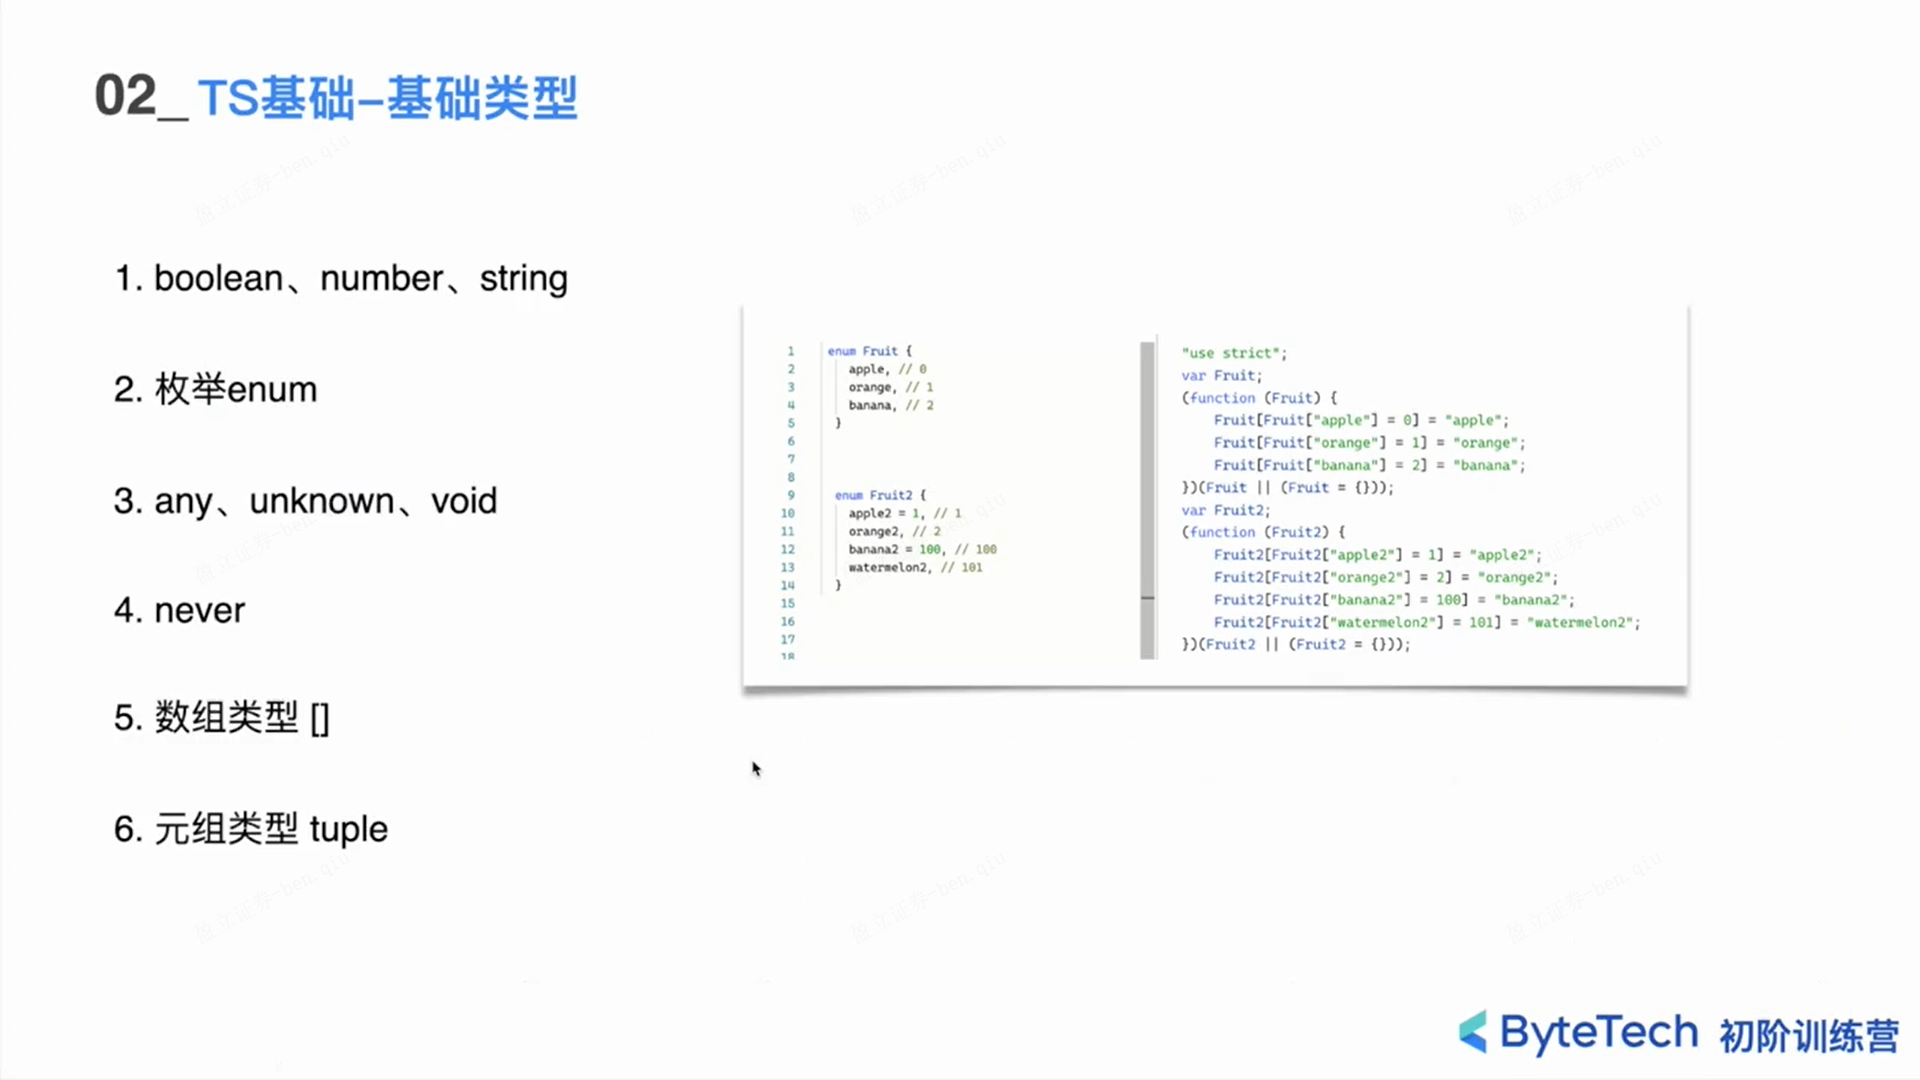 02_TS基础-基础类型
1. boolean、number、string
2. 枚举enum
3. any、unknown、void
4. never
5. 数组类型 []
6. 元组类型 tuple
1 enum Fruit {
2 apple, // 0
3 orange, // 1
4 banana, // 2
5 }
6
7
8
9 enum Fruit2 {
10 apple2 = 1, // 1
11 orange2, // 2
12 banana2 = 100, // 100
13 watermelon2, // 101
14 }
15
16
17
18
"use strict";
var Fruit;
(function (Fruit) {
Fruit[Fruit["apple"] = 0] = "apple";
Fruit[Fruit["orange"] = 1] = "orange";
Fruit[Fruit["banana"] = 2] = "banana";
})(Fruit || (Fruit = {}));
var Fruit2;
(function (Fruit2) {
Fruit2[Fruit2["apple2"] = 1] = "apple2";
Fruit2[Fruit2["orange2"] = 2] = "orange2";
Fruit2[Fruit2["banana2"] = 100] = "banana2";
Fruit2[Fruit2["watermelon2"] = 101] = "watermelon2";
})(Fruit2 || (Fruit2 = {}));
ByteTech 初阶训练营